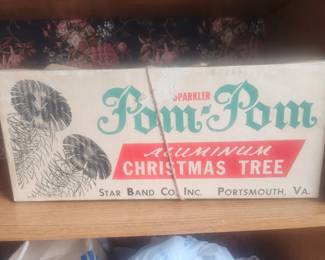 SPARKLER
Pom-Pom
ALUMINUM
CHRISTMAS TREE
STAR BAND CO. INC. PORTSMOUTH, VA.